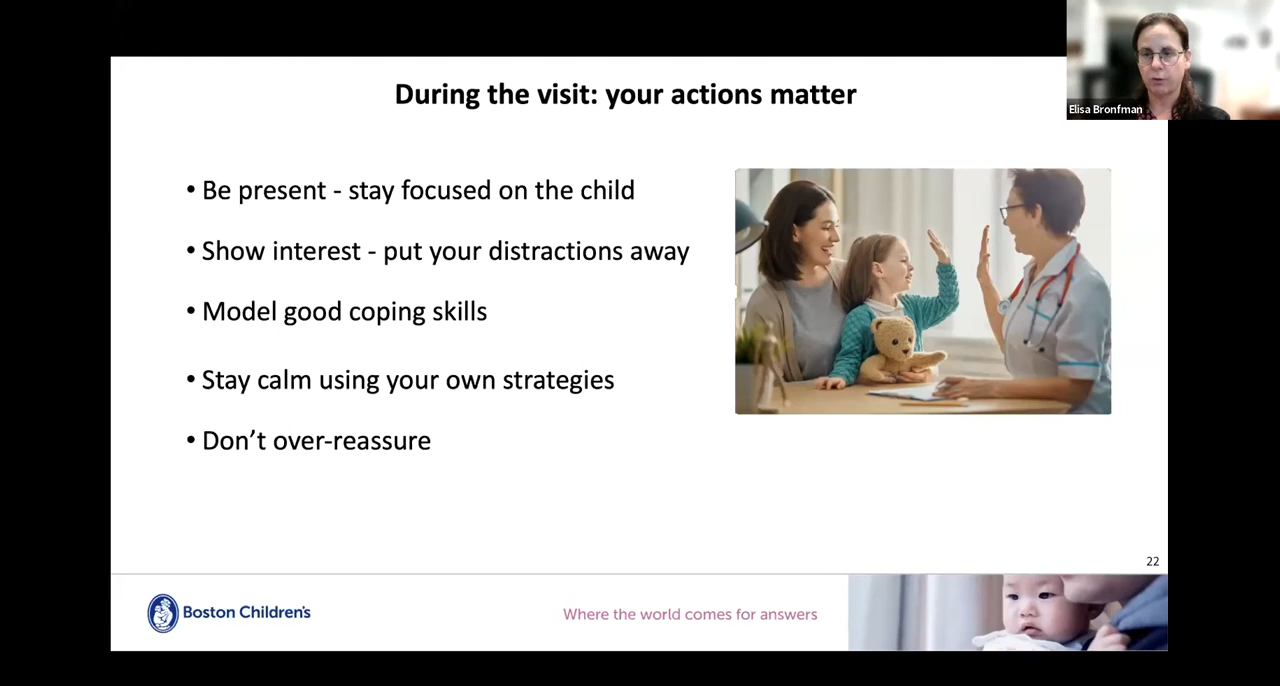 During the visit: your actions matter
Elisa Bronfman
• Be present - stay focused on the child
• Show interest - put your distractions away
• Model good coping skills
• Stay calm using your own strategies
• Don’t over-reassure
22
Boston Children's
Where the world comes for answers